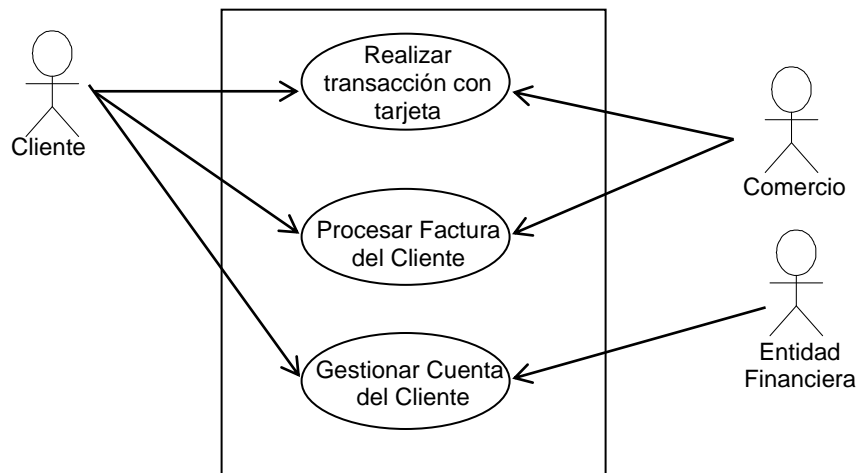 Realizar
transacción con
tarjeta
Cliente
Comercio
Procesar Factura
del Cliente
Gestionar Cuenta
del Cliente
Entidad
Financiera